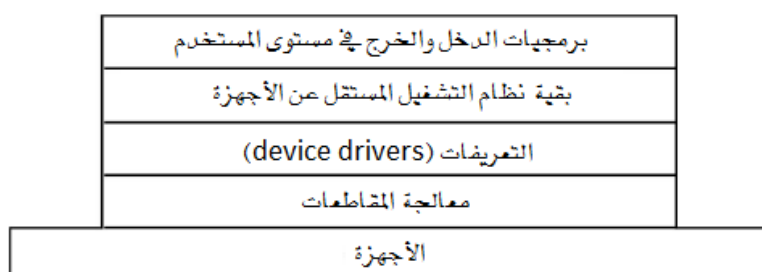 برمجيات الدخل والخرج في مستوى المستخدم
بقية نظام التشغيل المستقل عن الأجهزة
التعريفات (device drivers)
معالجة المقاطعات
الأجهزة